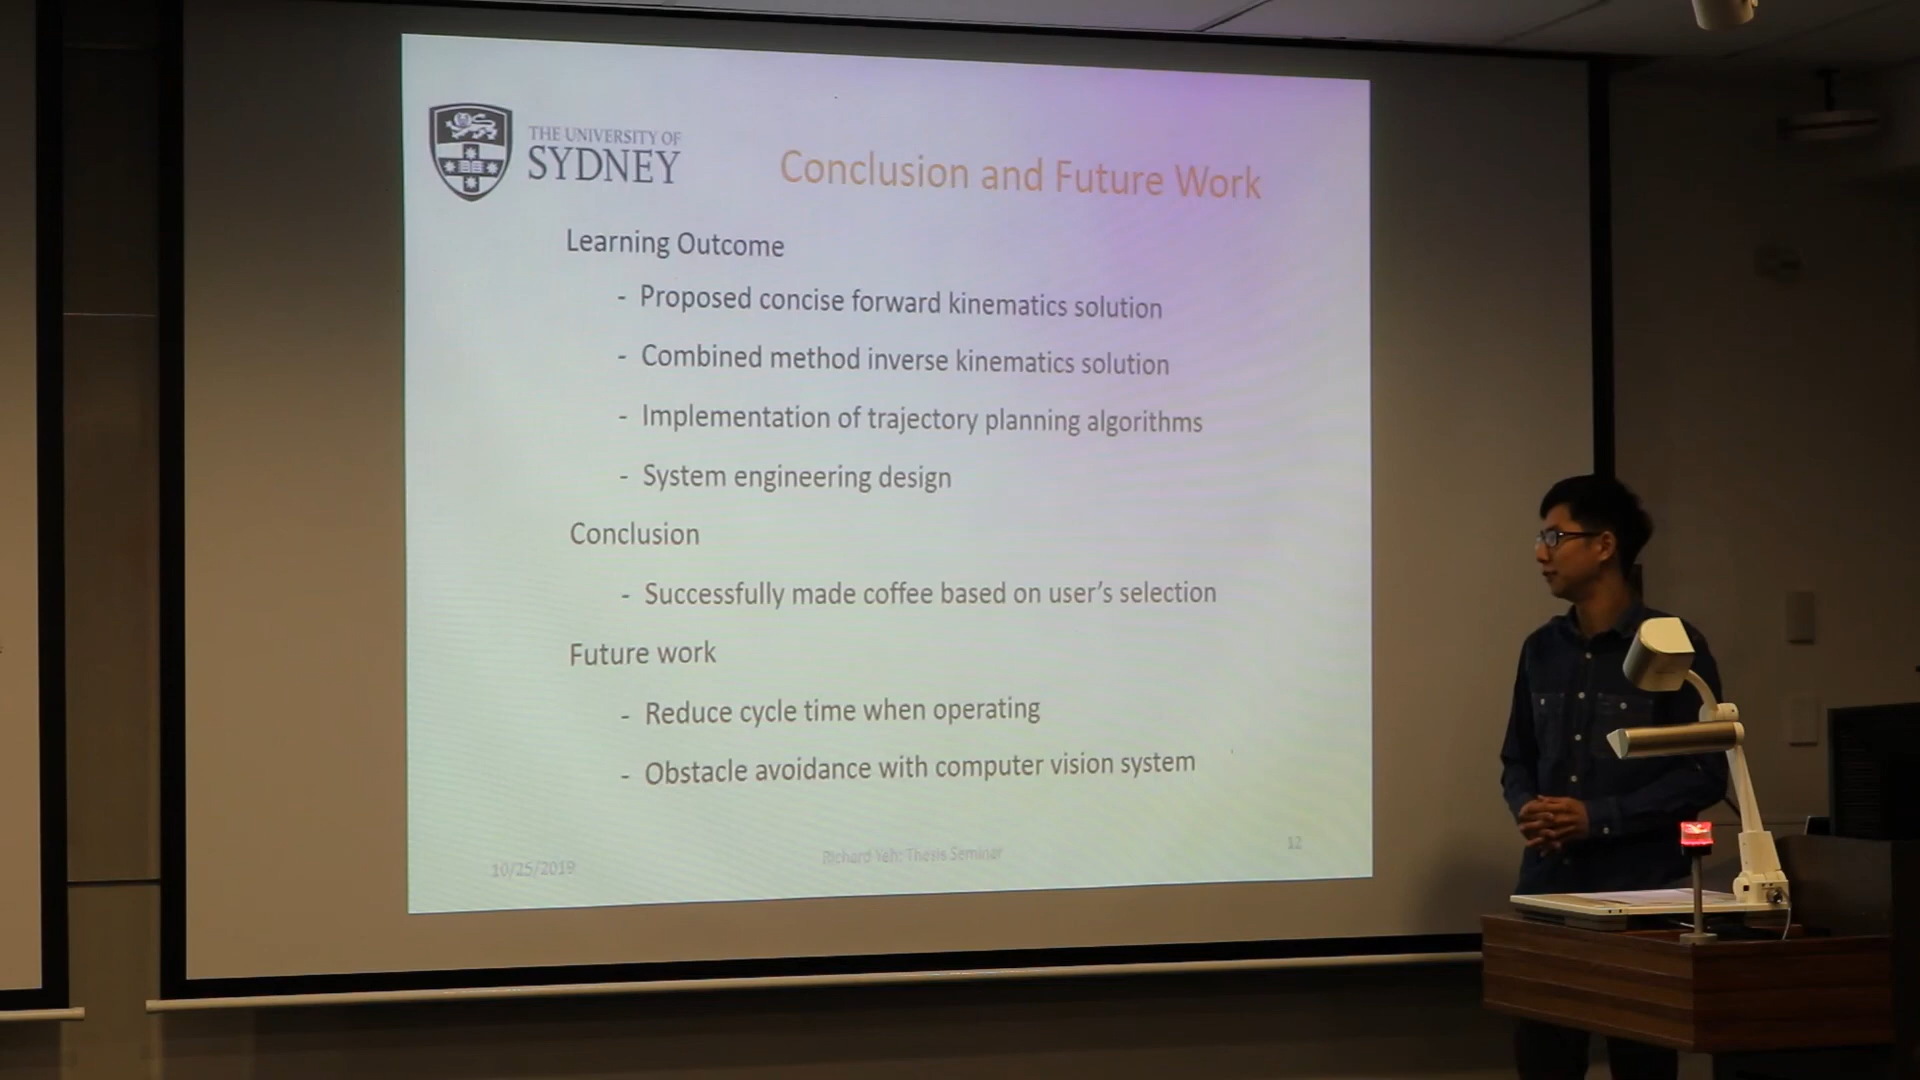 THE UNIVERSITY OF
SYDNEY
Conclusion and Future Work
Learning Outcome
- Proposed concise forward kinematics solution
- Combined method inverse kinematics solution
- Implementation of trajectory planning algorithms
- System engineering design
Conclusion
- Successfully made coffee based on user's selection
Future work
- Reduce cycle time when operating
- Obstacle avoidance with computer vision system
10/25/2019
Richard Yeh: Thesis Seminar
12